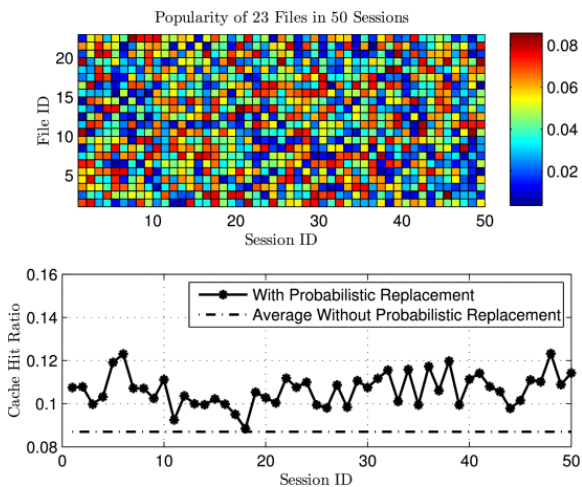 Popularity of 23 Files in 50 Sessions
File ID
20
15
10
5
10 20 30 40 50
Session ID
0.08
0.06
0.04
0.02
Cache Hit Ratio
0.16
0.14
0.12
0.1
0.08
With Probabilistic Replacement
Average Without Probabilistic Replacement
0 10 20 30 40 50
Session ID